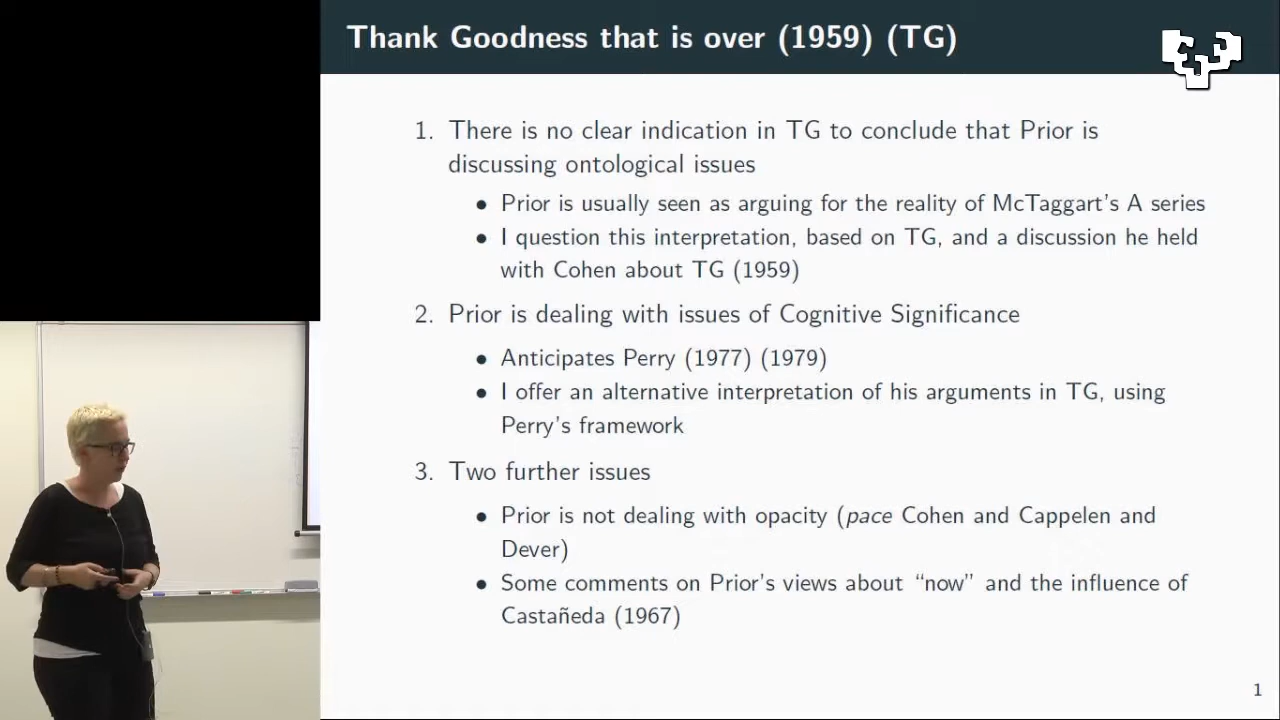 Thank Goodness that is over (1959) (TG)
1. There is no clear indication in TG to conclude that Prior is
discussing ontological issues
• Prior is usually seen as arguing for the reality of McTaggart's A series
• I question this interpretation, based on TG, and a discussion he held
with Cohen about TG (1959)
2. Prior is dealing with issues of Cognitive Significance
• Anticipates Perry (1977) (1979)
• I offer an alternative interpretation of his arguments in TG, using
Perry's framework
3. Two further issues
• Prior is not dealing with opacity (pace Cohen and Cappelen and
Dever)
• Some comments on Prior's views about “now” and the influence of
Castañeda (1967)
1